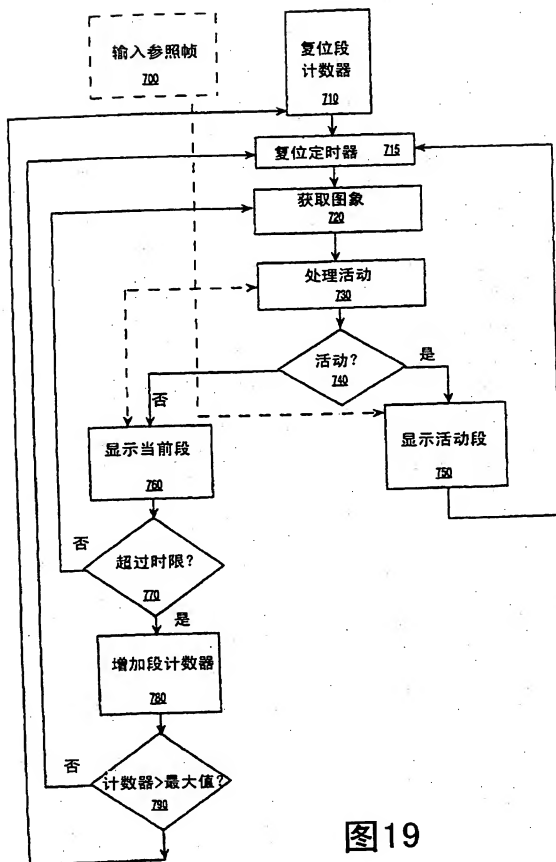 输入参照帧
700
复位段
计数器
710
复位定时器 715
获取图象
720
处理活动
730
活动?
740
是
否
显示当前段
760
显示活动段
750
否
超过时限?
770
是
增加段计数器
780
否
计数器>最大值?
790
图19